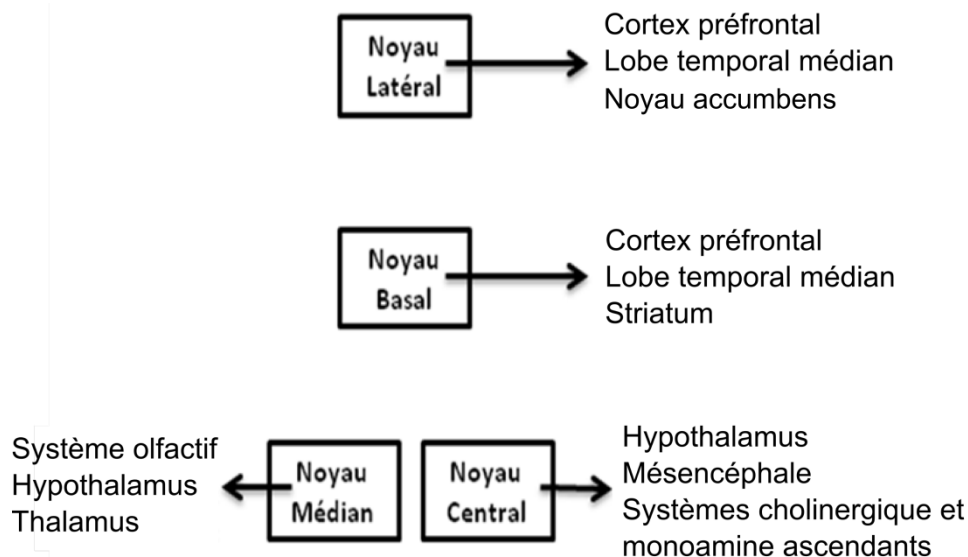 Noyau
Latéral
Cortex préfrontal
Lobe temporal médian
Noyau accumbens
Noyau
Basal
Cortex préfrontal
Lobe temporal médian
Striatum
Système olfactif
Hypothalamus
Thalamus
Noyau
Médian
Noyau
Central
Hypothalamus
Mésencéphale
Systèmes cholinergique et
monoamine ascendants